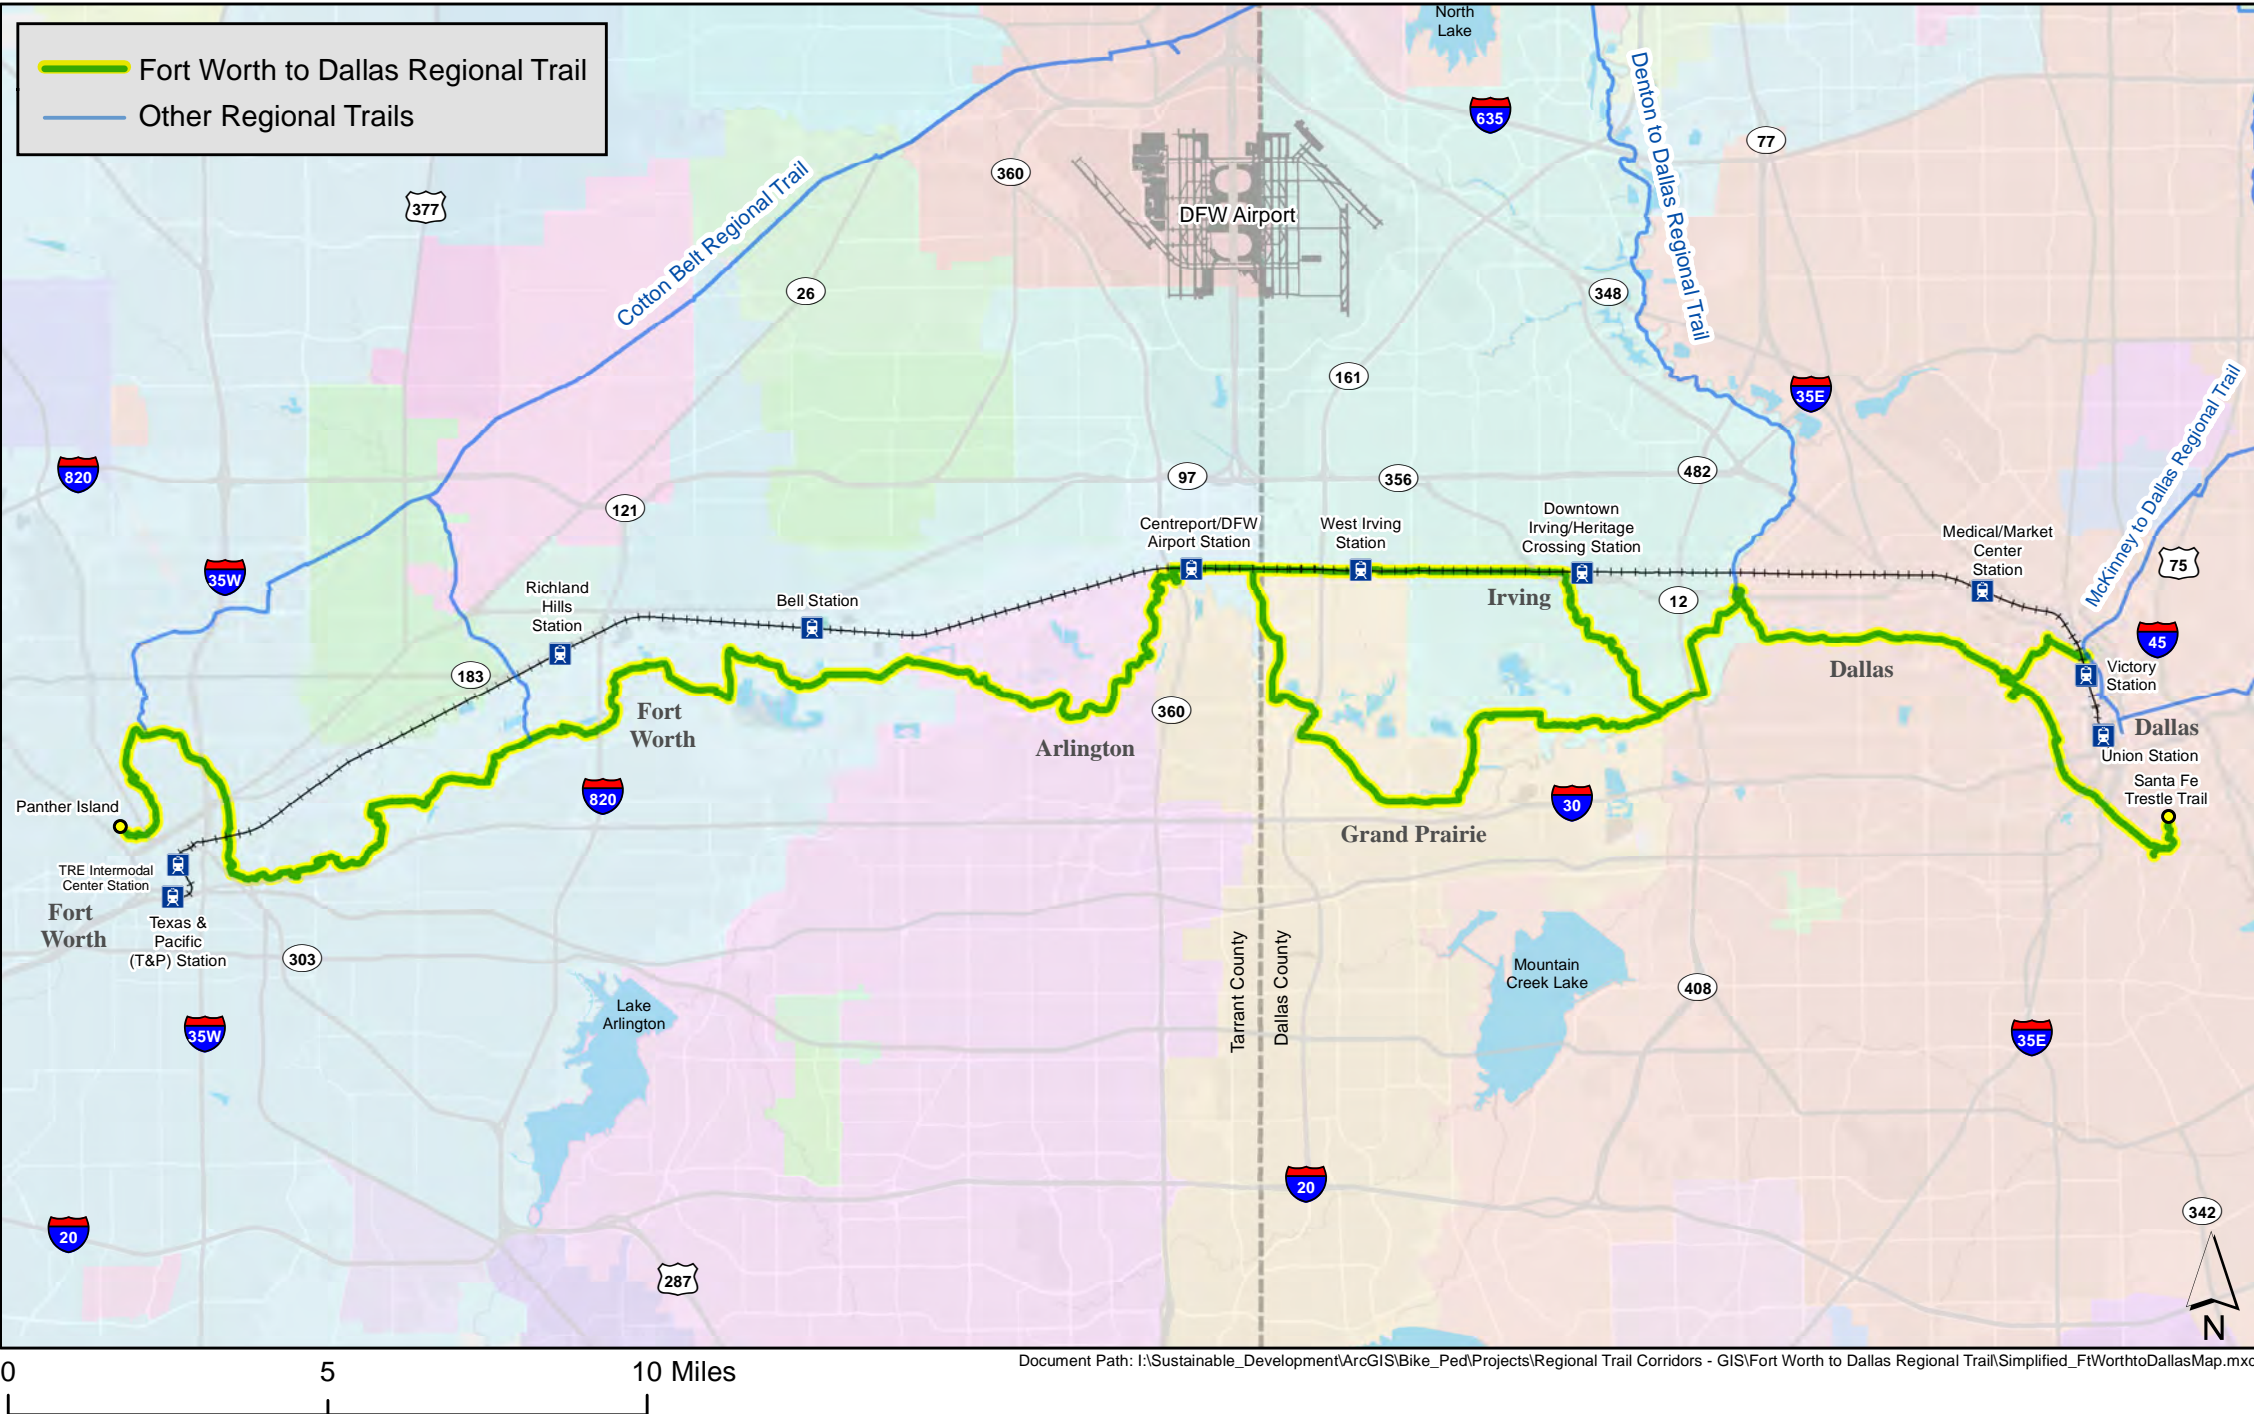 Fort Worth to Dallas Regional Trail
Other Regional Trails
North
Lake
635
Denton to Dallas Regional Trail
77
360
377
DFW Airport
Cotton Belt Regional Trail
26
348
161
35E
McKinney to Dallas Regional Trail
820
97
356
482
121
Centreport/DFW
Airport Station
West Irving
Station
Downtown
Irving/Heritage
Crossing Station
Medical/Market
Center
Station
75
35W
Richland
Hills
Station
Bell Station
Irving
12
45
183
Dallas
Victory
Station
Fort
Worth
360
Arlington
Dallas
Union Station
820
30
Santa Fe
Trestle Trail
Panther Island
Grand Prairie
TRE Intermodal
Center Station
Fort
Worth
Texas &
Pacific
(T&P) Station
303
Tarrant County
Dallas County
Mountain
Creek Lake
408
Lake
Arlington
35W
35E
20
20
342
287
N
0 5 10 Miles
Document Path: I:\Sustainable_Development\ArcGIS\Bike_Ped\Projects\Regional Trail Corridors - GIS\Fort Worth to Dallas Regional Trail\Simplified_FtWorthtoDallasMap.mxd